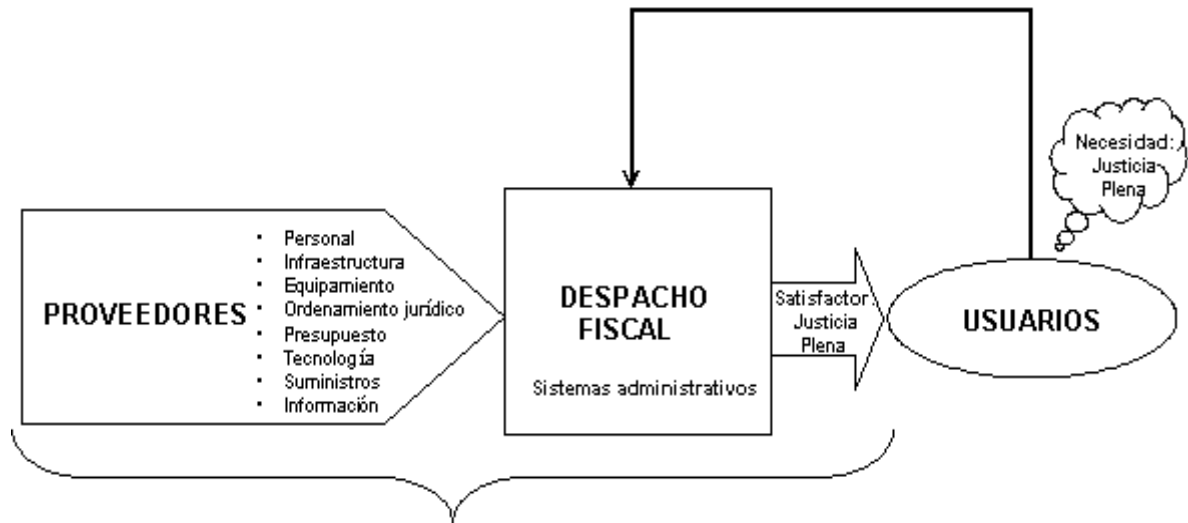 Necesidad:
Justicia
Plena
PROVEEDORES
• Personal
• Infraestructura
• Equipamiento
• Ordenamiento jurídico
• Presupuesto
• Tecnología
• Suministros
• Información
DESPACHO
FISCAL
Sistemas administrativos
Satisfactor
Justicia
Plena
USUARIOS